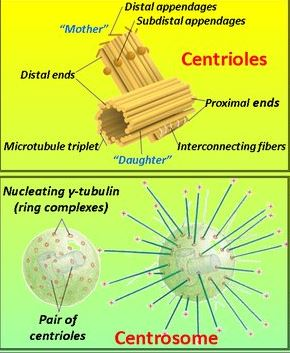 Distal appendages
Subdistal appendages
"Mother"
Centrioles
Distal ends
Proximal ends
Microtubule triplet
"Daughter"
Interconnecting fibers
Nucleating γ-tubulin
(ring complexes)
Pair of
centrioles
Centrosome